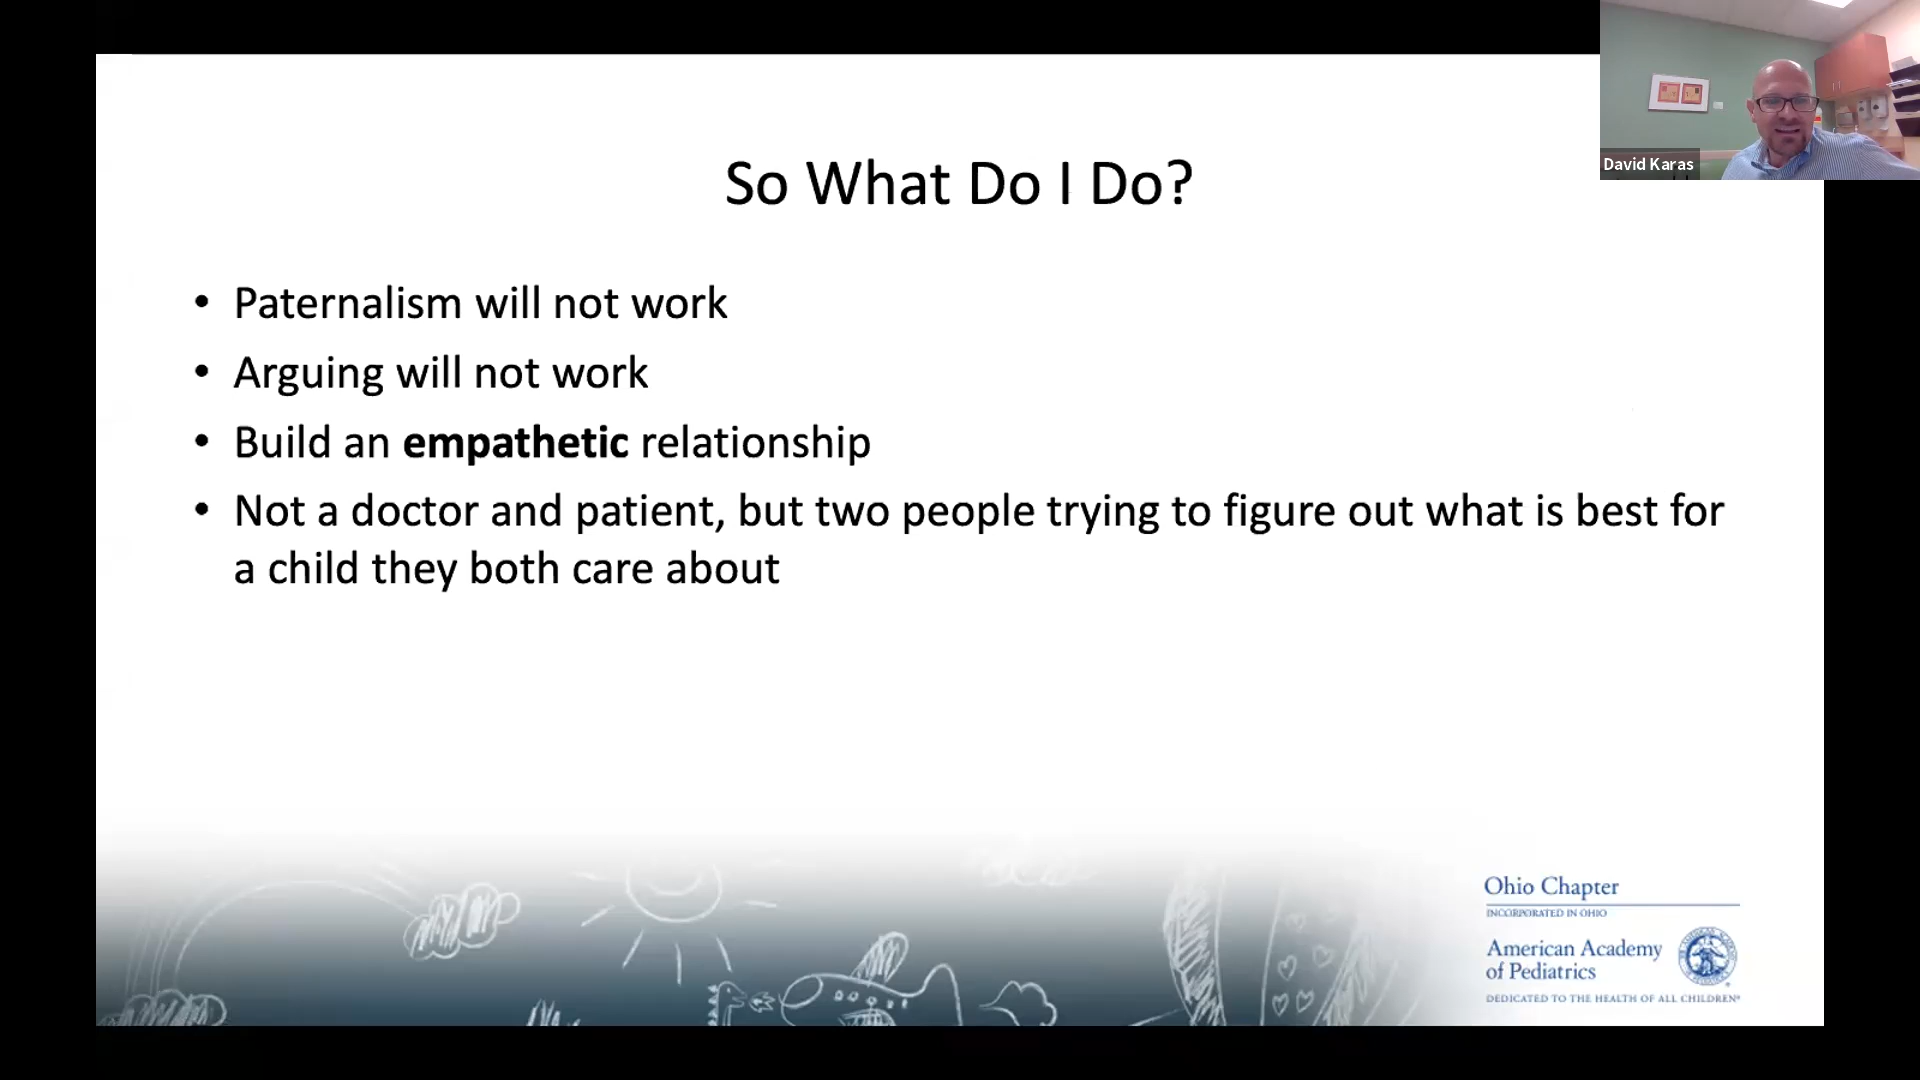 So What Do I Do?
• Paternalism will not work
• Arguing will not work
• Build an empathetic relationship
• Not a doctor and patient, but two people trying to figure out what is best for
a child they both care about
David Karas
Ohio Chapter
INCORPORATED IN OHIO
American Academy
of Pediatrics
DEDICATED TO THE HEALTH OF ALL CHILDREN®